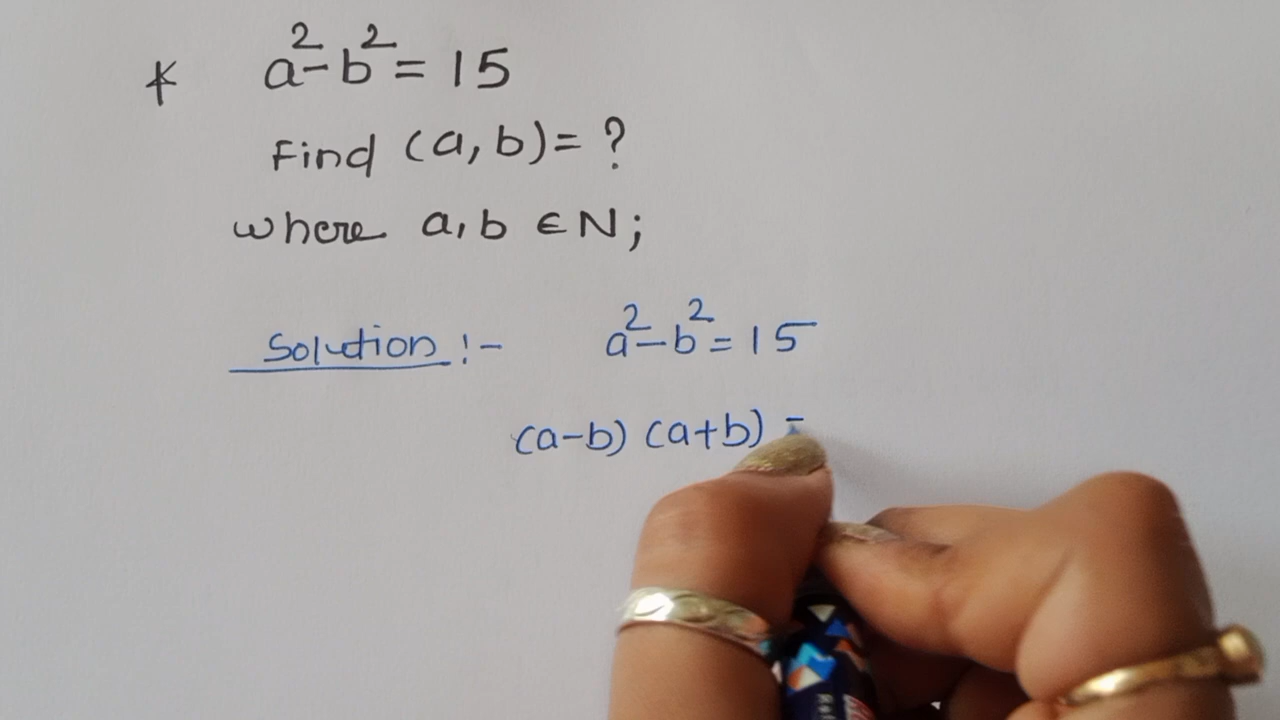 * a²-b² = 15
Find (a,b) = ?
where a,b ∈ N;
Solution :- a²-b² = 15
(a-b) (a+b) =